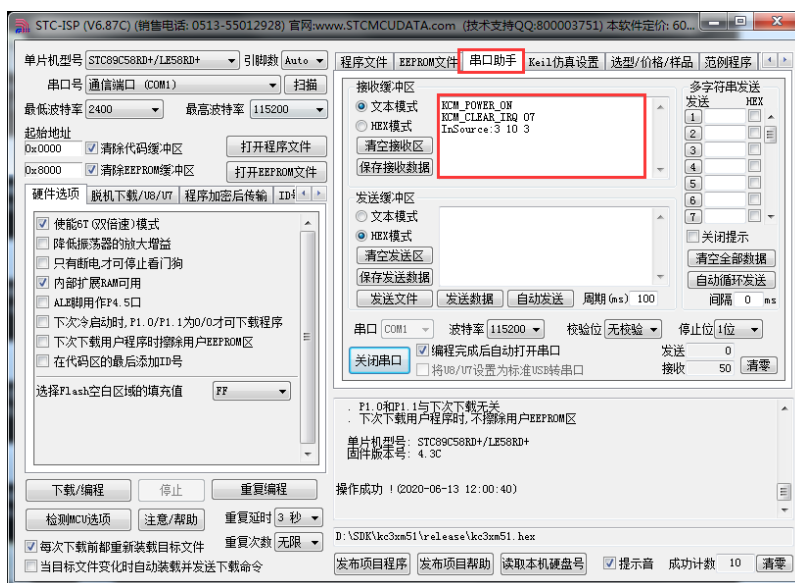 STC-ISP (V6.87C) (销售电话: 0513-55012928) 官网:www.STCMCUDATA.com (技术支持QQ:800003751) 本软件定价: 60...
单片机型号 STC89C58RD+/LE58RD+ 引脚数 Auto
串口号 通信端口 (COM1) 扫描
最低波特率 2400 最高波特率 115200
起始地址
0x0000 清除代码缓冲区 打开程序文件
0x8000 清除EEPROM缓冲区 打开EEPROM文件
硬件选项 脱机下载/U8/U7 程序加密后传输
使能6T(双倍速)模式
降低振荡器的放大增益
只有断电才可停止看门狗
内部扩展RAM可用
ALE脚用作P4.5口
下次冷启动时,P1.0/P1.1为0/0才可下载程序
下次下载用户程序时擦除用户EEPROM区
在代码区的最后添加ID号
选择Flash空白区域的填充值 FF
下载/编程 停止 重复编程
检测MCU选项 注意/帮助 重复延时 3 秒
每次下载前都重新装载目标文件 重复次数 无限
当目标文件变化时自动装载并发送下载命令
程序文件 EEPROM文件 串口助手 Keil仿真设置 选型/价格/样品 范例程序
接收缓冲区
文本模式
HEX模式
清空接收区
保存接收数据
KCM_POWER_ON
KCM_CLEAR_IRQ 07
InSource:3 10 3
发送缓冲区
文本模式
HEX模式
清空发送区
保存发送数据
发送文件 发送数据 自动发送 周期(ms) 100
多字符串发送
发送 HEX
1
2
3
4
5
6
7
关闭提示
清空全部数据
自动循环发送
间隔 0 ms
串口 COM1 波特率 115200 校验位 无校验 停止位 1位
关闭串口 编程完成后自动打开串口 发送 0
将U8/U7设置为标准USB转串口 接收 50 清零
. P1.0和P1.1与下次下载无关
. 下次下载用户程序时,不擦除用户EEPROM区
单片机型号: STC89C58RD+/LE58RD+
固件版本号: 4.3C
操作成功 !(2020-06-13 12:00:40)
D:\SDK\kc3xm51\release\kc3xm51.hex
发布项目程序 发布项目帮助 读取本机硬盘号 提示音 成功计数 10 清零